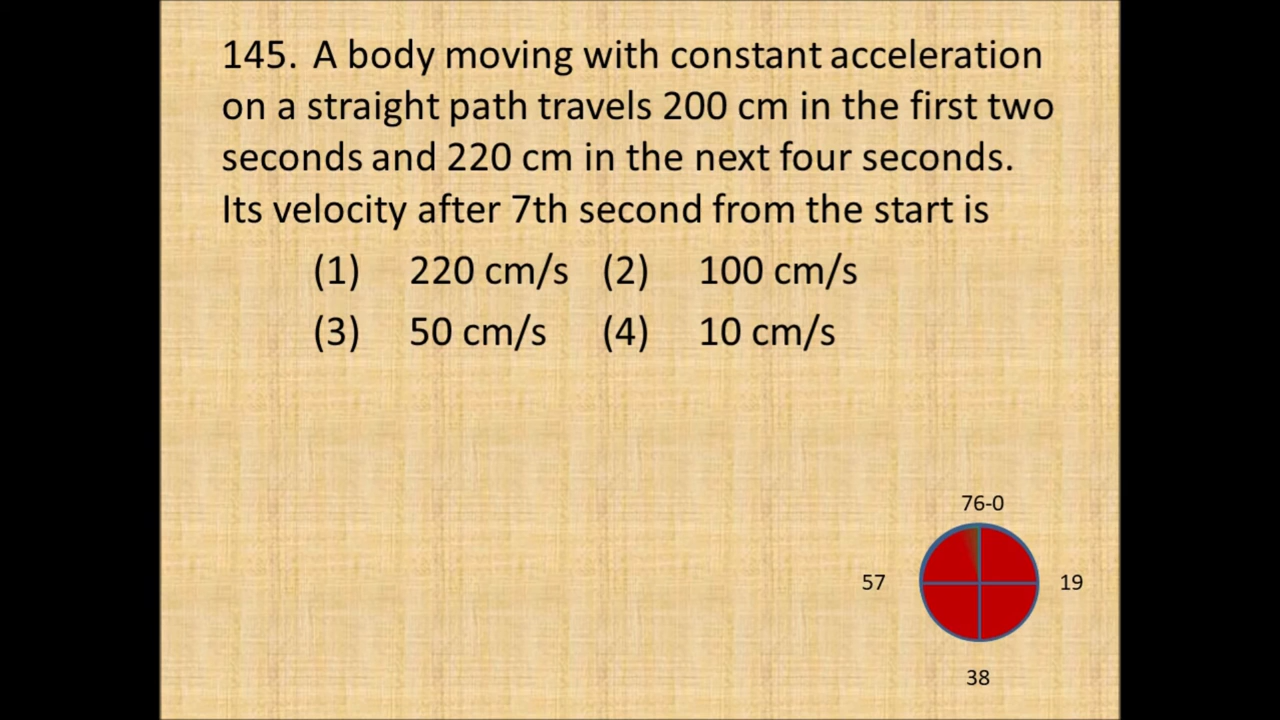 145. A body moving with constant acceleration
on a straight path travels 200 cm in the first two
seconds and 220 cm in the next four seconds.
Its velocity after 7th second from the start is
(1) 220 cm/s (2) 100 cm/s
(3) 50 cm/s (4) 10 cm/s
76-0
57 19
38